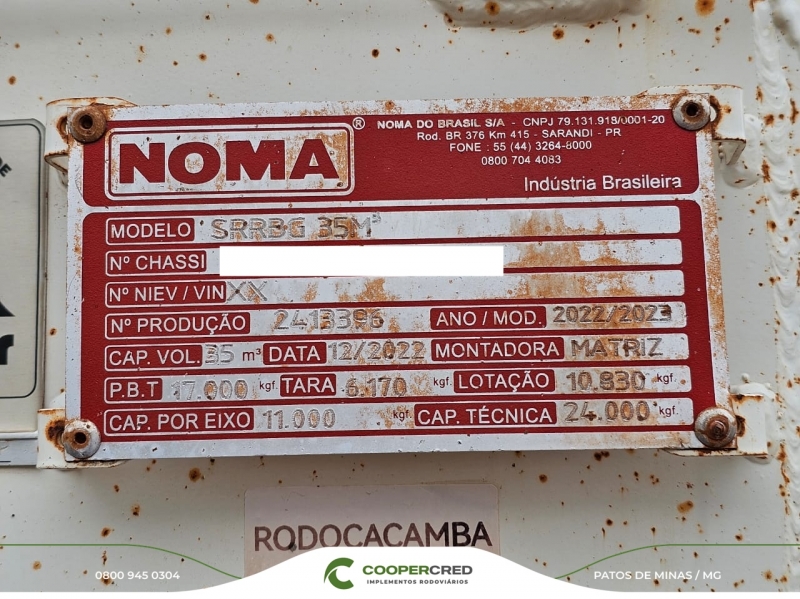 NOMA®
NOMA DO BRASIL S/A - CNPJ 79.131.918/0001-20
Rod. BR 376 Km 415 - SARANDI - PR
FONE : 55 (44) 3264-8000
0800 704 4083
Indústria Brasileira
MODELO SRRBG 35M³
Nº CHASSI
Nº NIEV / VIN XX
Nº PRODUÇÃO 2413396 ANO / MOD. 2022/2023
CAP. VOL. 35 m³ DATA 12/2022 MONTADORA MATRIZ
P.B.T 17.000 kgf. TARA 6.170 kgf. LOTAÇÃO 10.830 kgf.
CAP. POR EIXO 11.000 kgf. CAP. TÉCNICA 24.000 kgf.
RODOCAÇAMBA
0800 945 0304
COOPERCRED
IMPLEMENTOS RODOVIÁRIOS
PATOS DE MINAS / MG